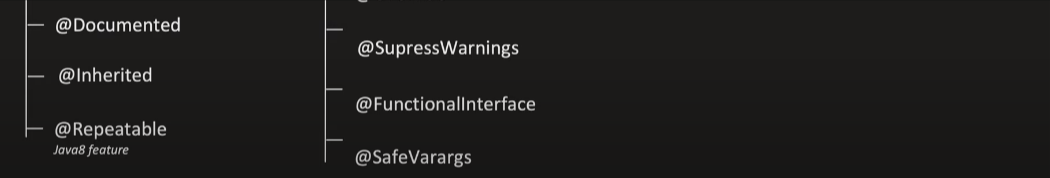 @Documented
@Inherited
@Repeatable
Java8 feature
@SupressWarnings
@FunctionalInterface
@SafeVarargs